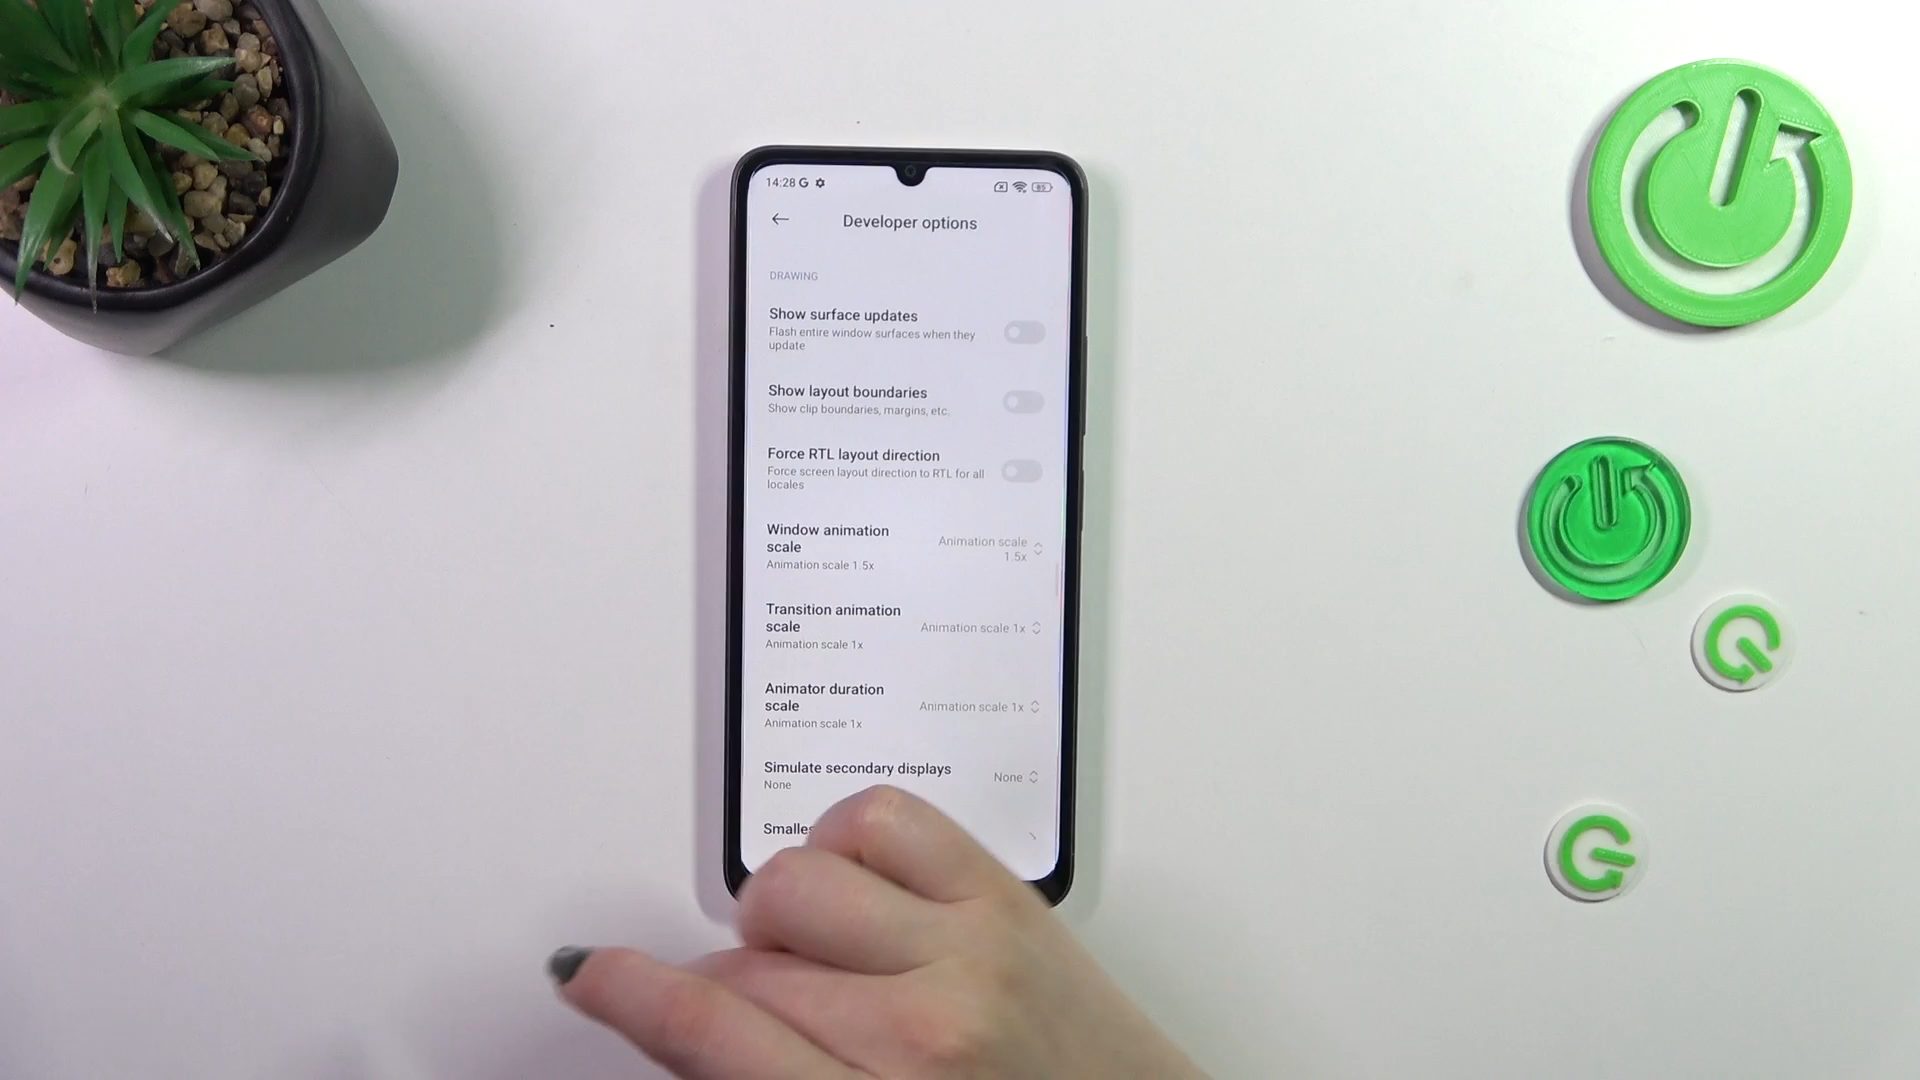 14:28 G
85
Developer options
DRAWING
Show surface updates
Flash entire window surfaces when they
update
Show layout boundaries
Show clip boundaries, margins, etc.
Force RTL layout direction
Force screen layout direction to RTL for all
locales
Window animation
scale
Animation scale 1.5x
Animation scale
1.5x
Transition animation
scale
Animation scale 1x
Animation scale 1x
Animator duration
scale
Animation scale 1x
Animation scale 1x
Simulate secondary displays
None
None